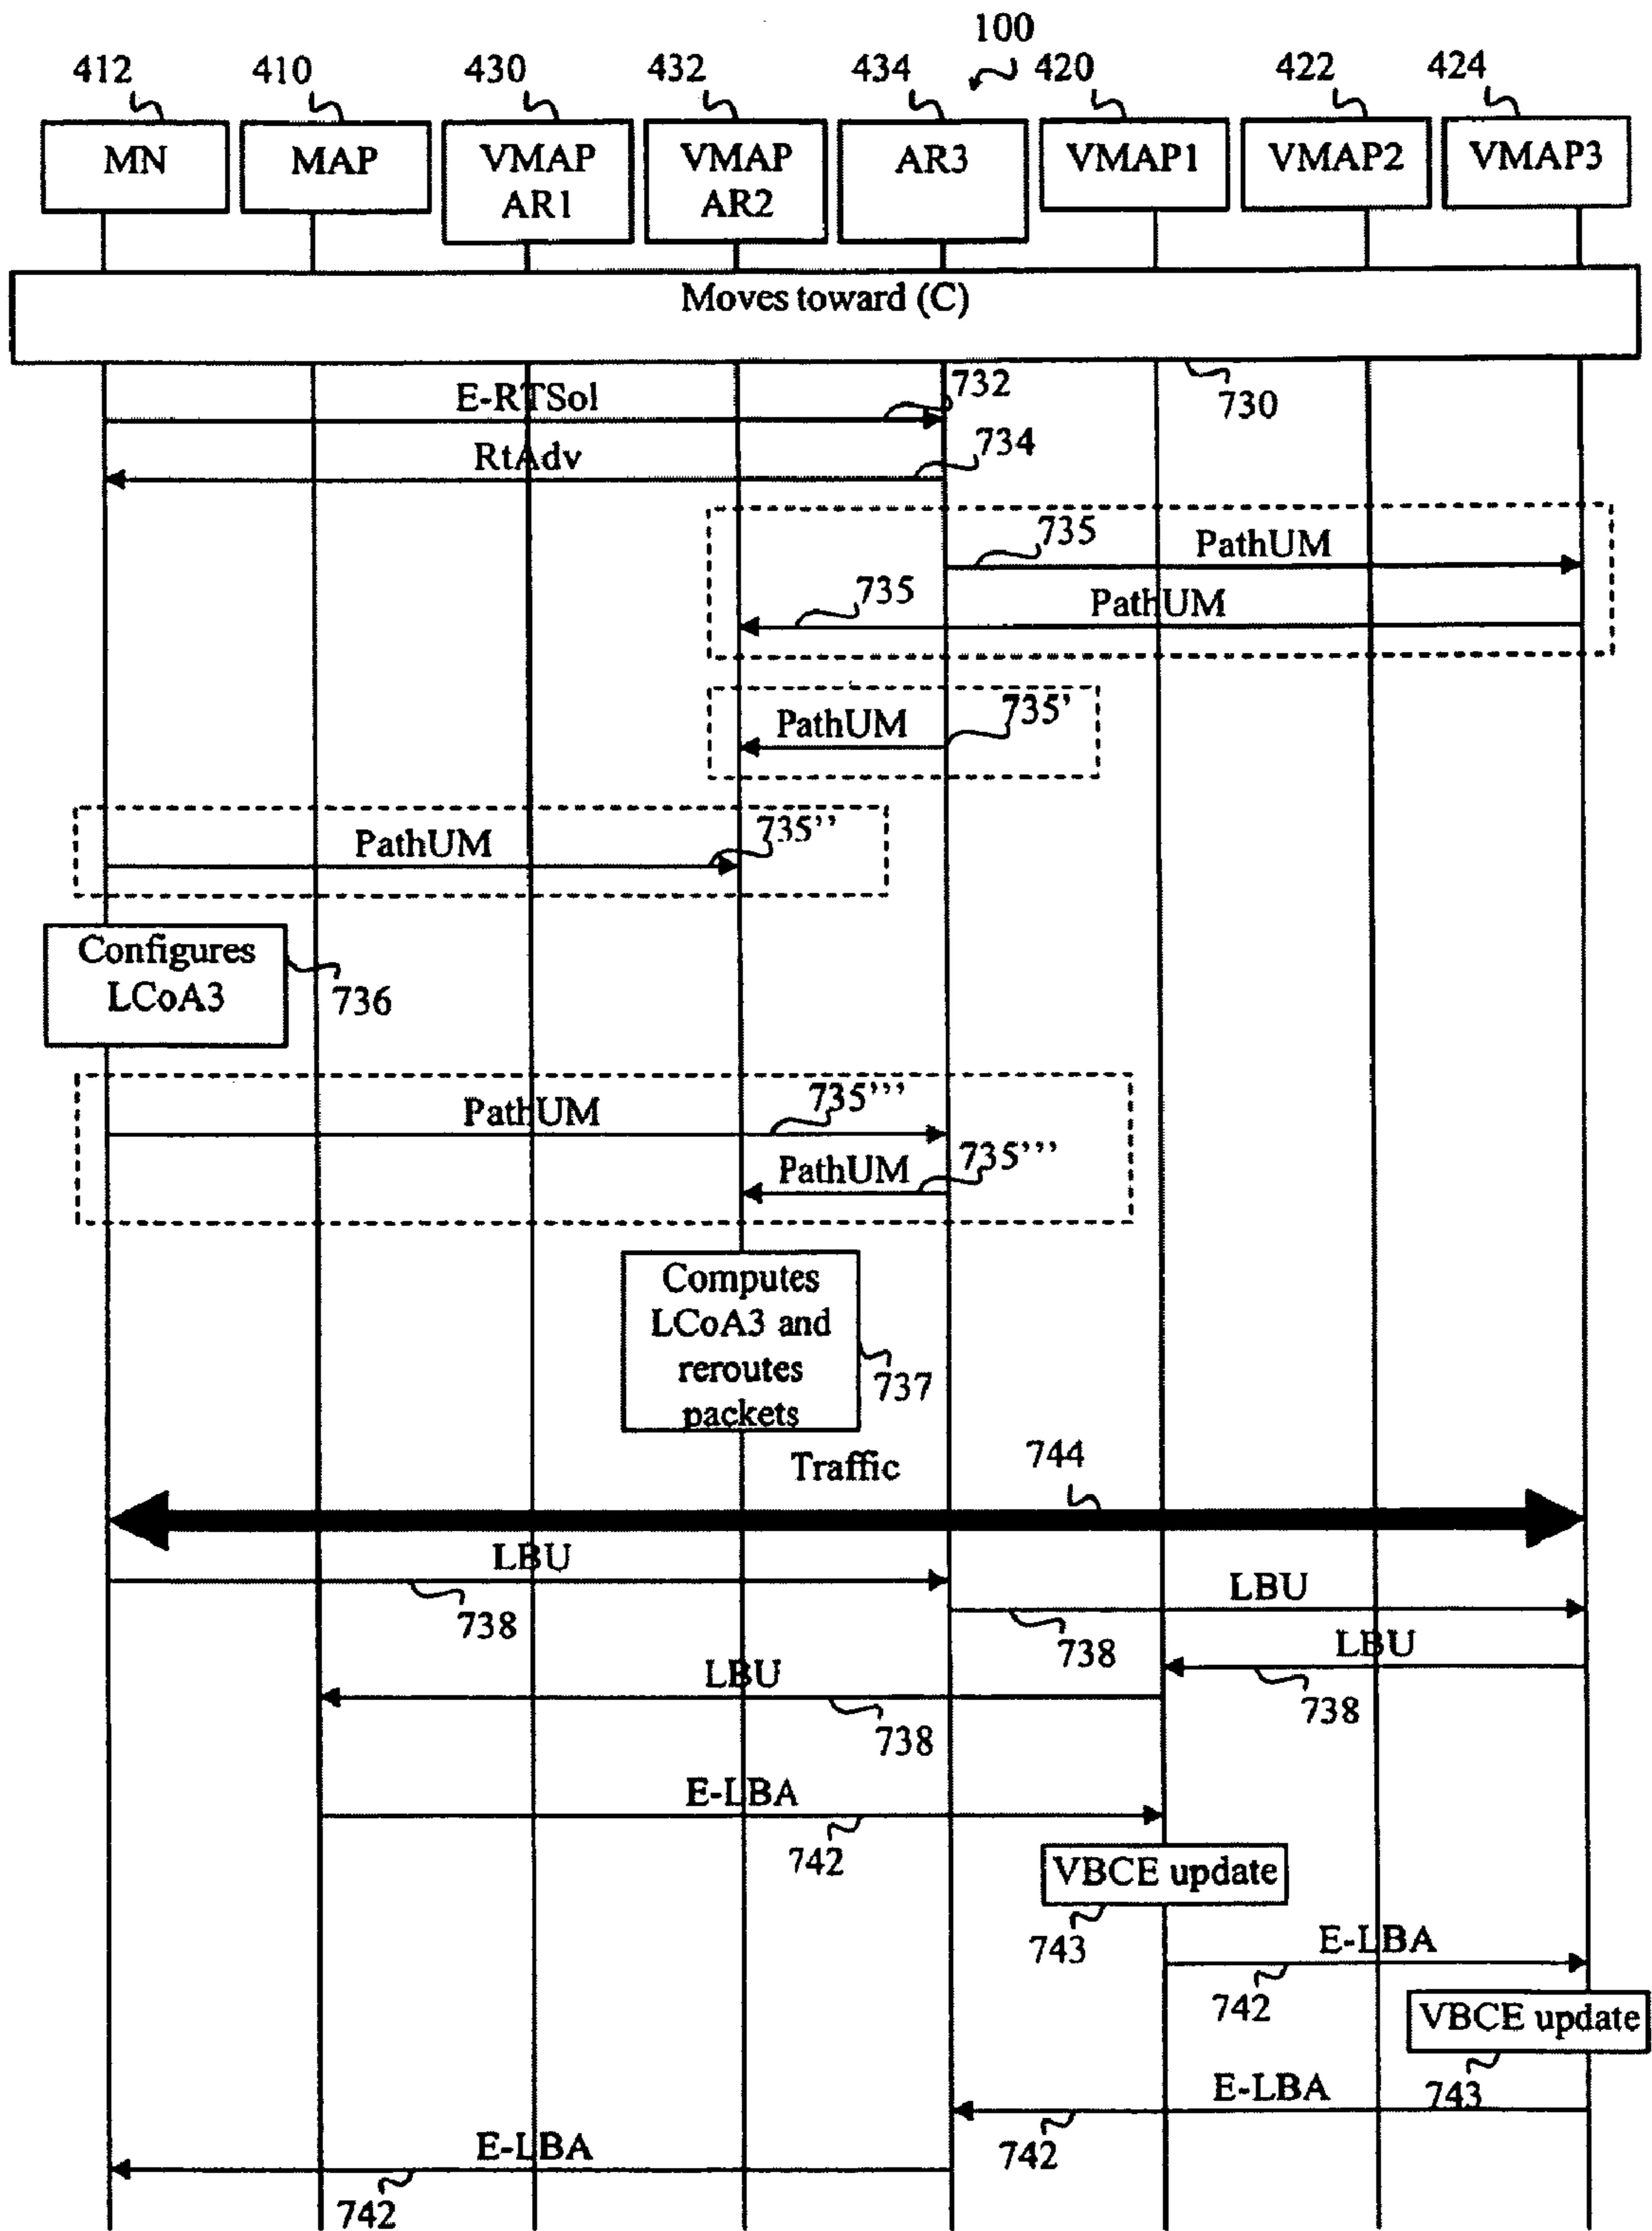 100
412
410
430
432
434
420
422
424
MN
MAP
VMAP
AR1
VMAP
AR2
AR3
VMAP1
VMAP2
VMAP3
Moves toward (C)
730
E-RTSol
732
RtAdv
734
735
PathUM
735
PathUM
PathUM
735'
PathUM
735’’
Configures
LCoA3
736
PathUM
735’’’
PathUM
735’’’
Computes
LCoA3 and
reroutes
packets
737
Traffic
744
LBU
738
LBU
738
LBU
738
LBU
738
E-LBA
742
VBCE update
743
E-LBA
742
VBCE update
743
E-LBA
742
E-LBA
742